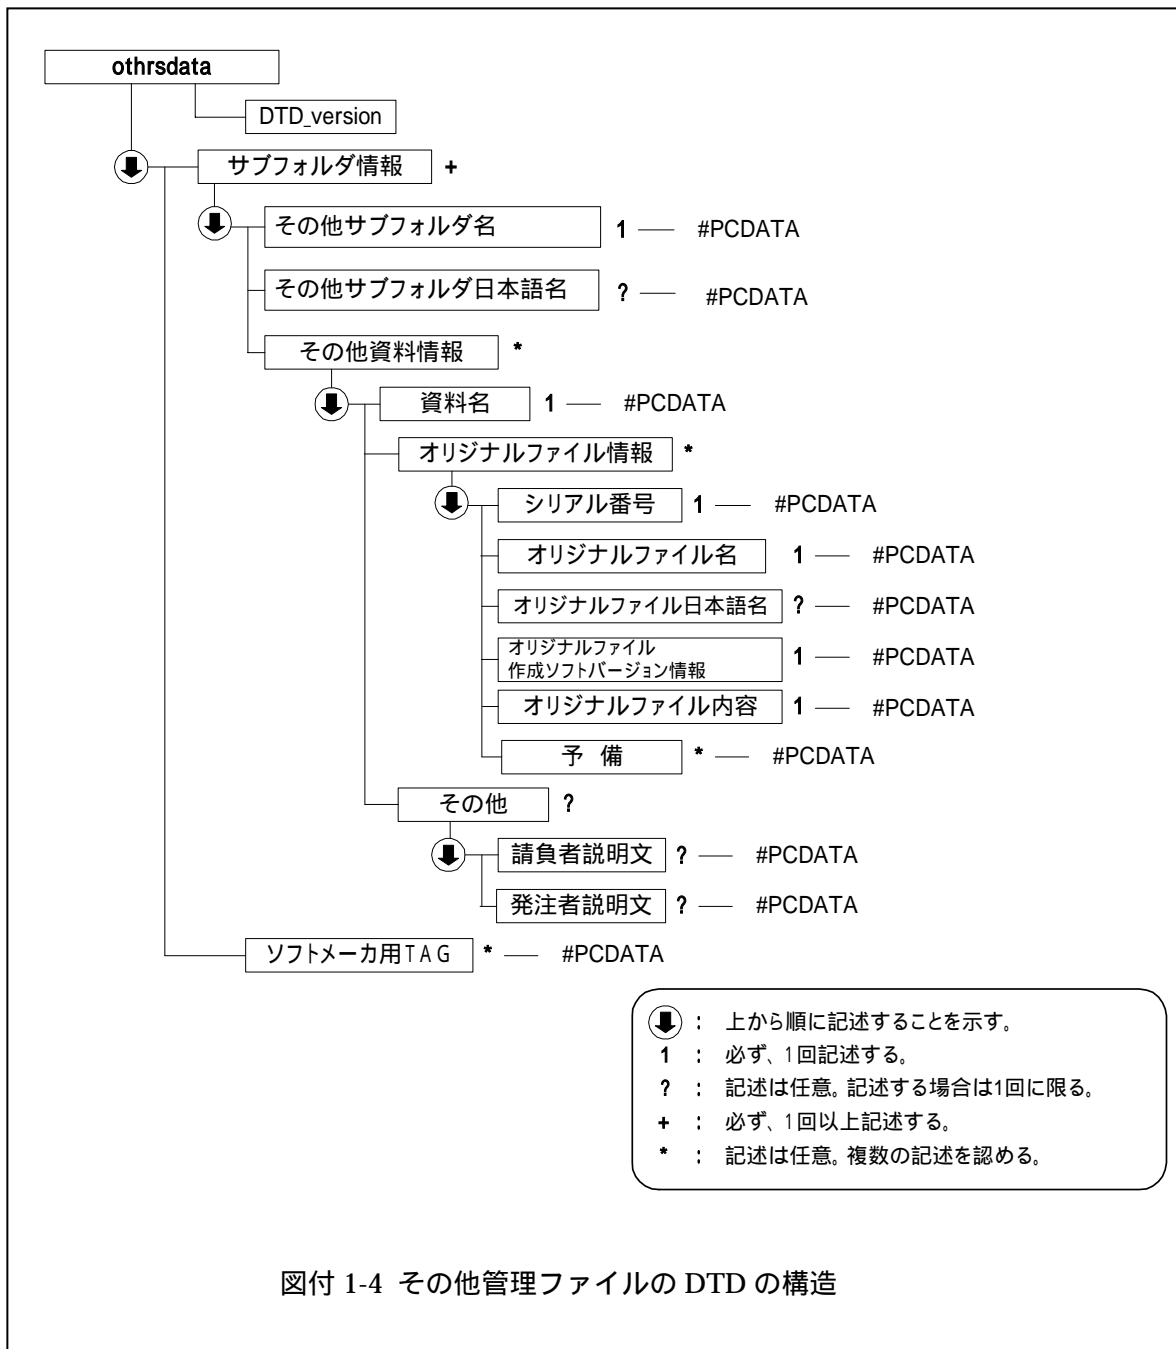 othrsdata
DTD_version
サブフォルダ情報 +
その他サブフォルダ名 1 #PCDATA
その他サブフォルダ日本語名 ? #PCDATA
その他資料情報 *
資料名 1 #PCDATA
オリジナルファイル情報 *
シリアル番号 1 #PCDATA
オリジナルファイル名 1 #PCDATA
オリジナルファイル日本語名 ? #PCDATA
オリジナルファイル
作成ソフトバージョン情報 1 #PCDATA
オリジナルファイル内容 1 #PCDATA
予 備 * #PCDATA
その他 ?
請負者説明文 ? #PCDATA
発注者説明文 ? #PCDATA
ソフトメーカ用TAG * #PCDATA
: 上から順に記述することを示す。
1 : 必ず、1回記述する。
? : 記述は任意。記述する場合は1回に限る。
+ : 必ず、1回以上記述する。
* : 記述は任意。複数の記述を認める。
図付 1-4 その他管理ファイルの DTD の構造